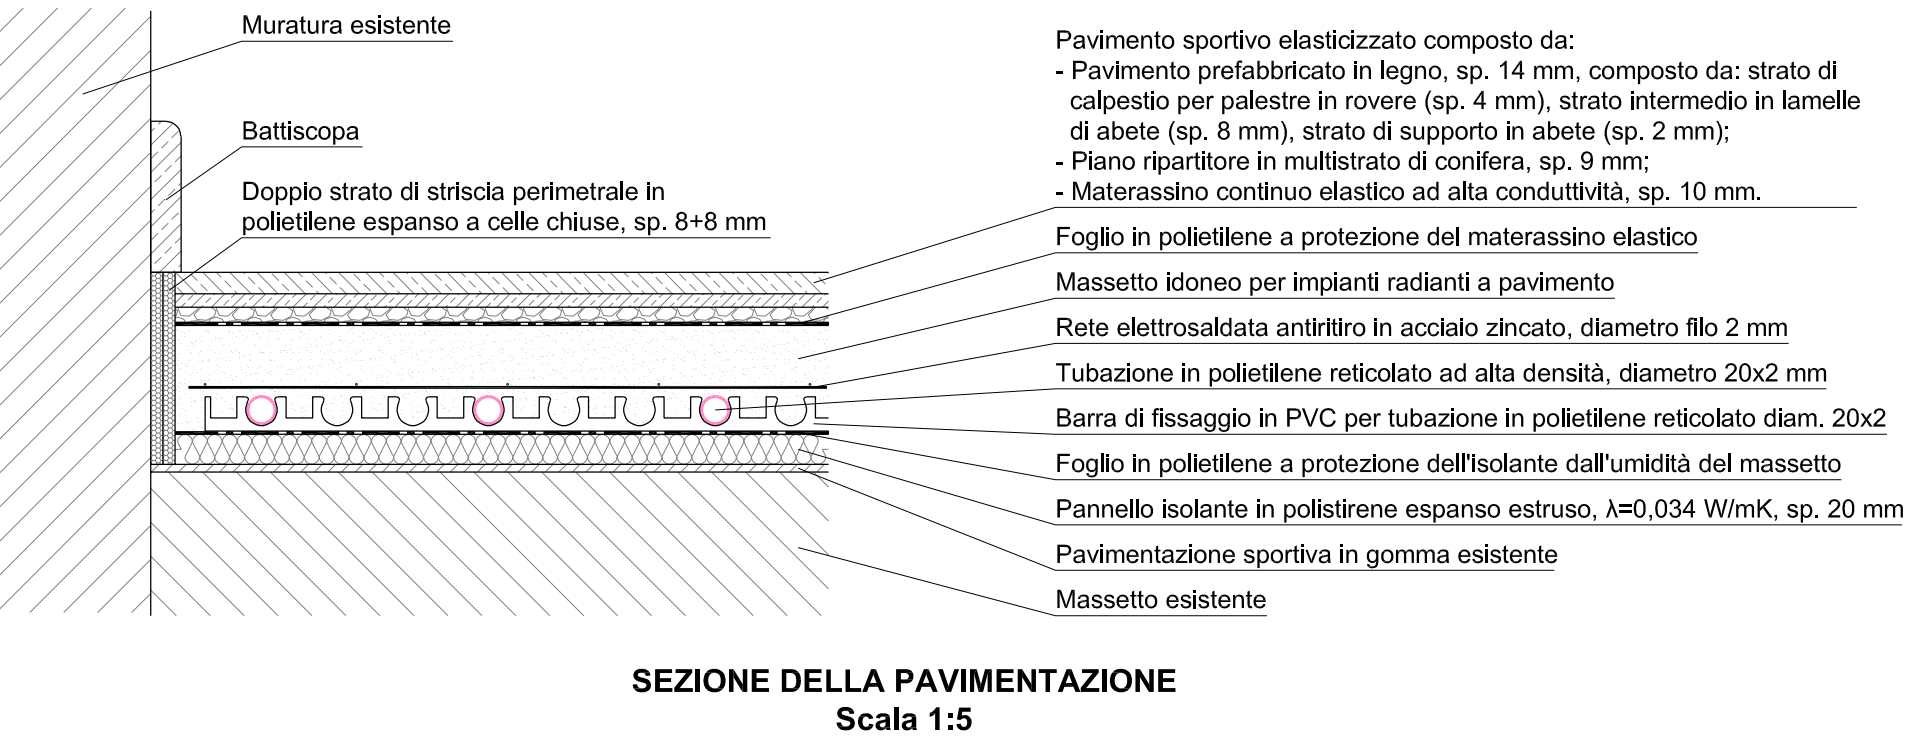 Muratura esistente
Battiscopa
Doppio strato di striscia perimetrale in
polietilene espanso a celle chiuse, sp. 8+8 mm
Pavimento sportivo elasticizzato composto da:
- Pavimento prefabbricato in legno, sp. 14 mm, composto da: strato di
calpestio per palestre in rovere (sp. 4 mm), strato intermedio in lamelle
di abete (sp. 8 mm), strato di supporto in abete (sp. 2 mm);
- Piano ripartitore in multistrato di conifera, sp. 9 mm;
- Materassino continuo elastico ad alta conduttività, sp. 10 mm.
Foglio in polietilene a protezione del materassino elastico
Massetto idoneo per impianti radianti a pavimento
Rete elettrosaldata antiritiro in acciaio zincato, diametro filo 2 mm
Tubazione in polietilene reticolato ad alta densità, diametro 20x2 mm
Barra di fissaggio in PVC per tubazione in polietilene reticolato diam. 20x2
Foglio in polietilene a protezione dell'isolante dall'umidità del massetto
Pannello isolante in polistirene espanso estruso, λ=0,034 W/mK, sp. 20 mm
Pavimentazione sportiva in gomma esistente
Massetto esistente
SEZIONE DELLA PAVIMENTAZIONE
Scala 1:5